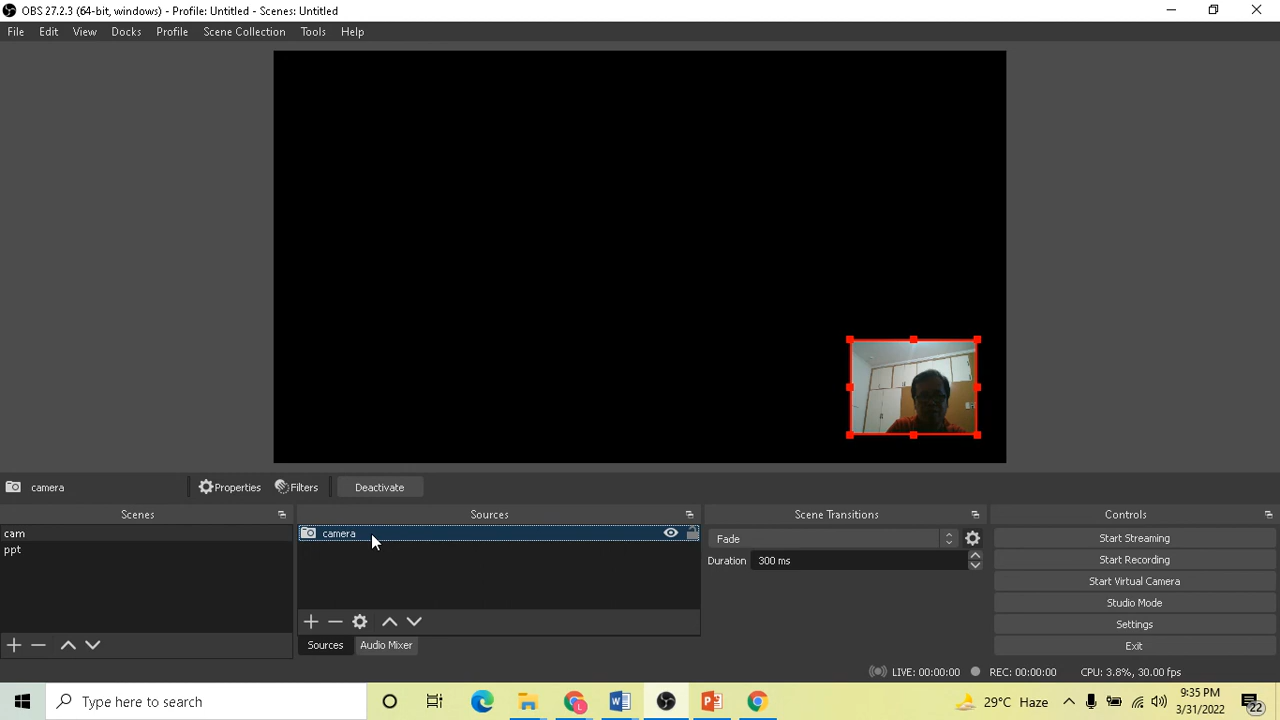 OBS 27.2.3 (64-bit, windows) - Profile: Untitled - Scenes: Untitled
File Edit View Docks Profile Scene Collection Tools Help
camera Properties Filters Deactivate
Scenes Sources Scene Transitions Controls
cam
ppt
camera
Fade
Duration 300 ms
Start Streaming
Start Recording
Start Virtual Camera
Studio Mode
Settings
Exit
Sources Audio Mixer
LIVE: 00:00:00 REC: 00:00:00 CPU: 3.8%, 30.00 fps
Type here to search
29°C Haze
9:35 PM
3/31/2022
22